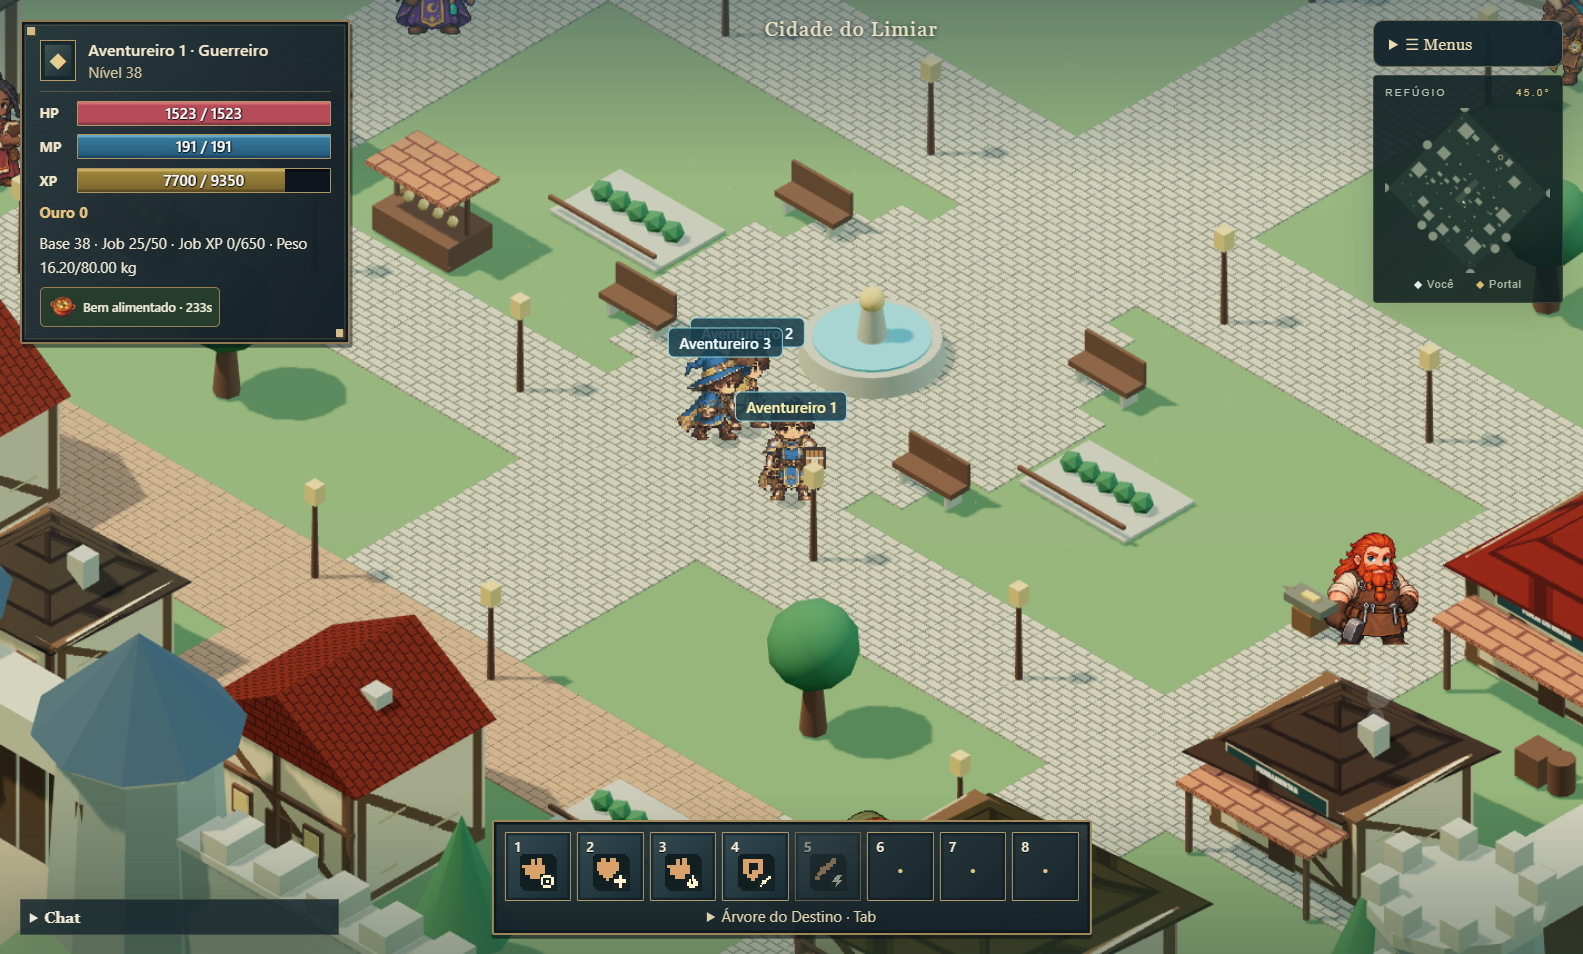 Cidade do Limiar
Aventureiro 1 · Guerreiro
Nível 38
HP 1523 / 1523
MP 191 / 191
XP 7700 / 9350
Ouro 0
Base 38 · Job 25/50 · Job XP 0/650 · Peso
16.20/80.00 kg
Bem alimentado · 233s
☰ Menus
REFÚGIO 45.0°
Você Portal
Aventureiro 2
Aventureiro 3
Aventureiro 1
1 2 3 4 5 6 7 8
Árvore do Destino · Tab
Chat